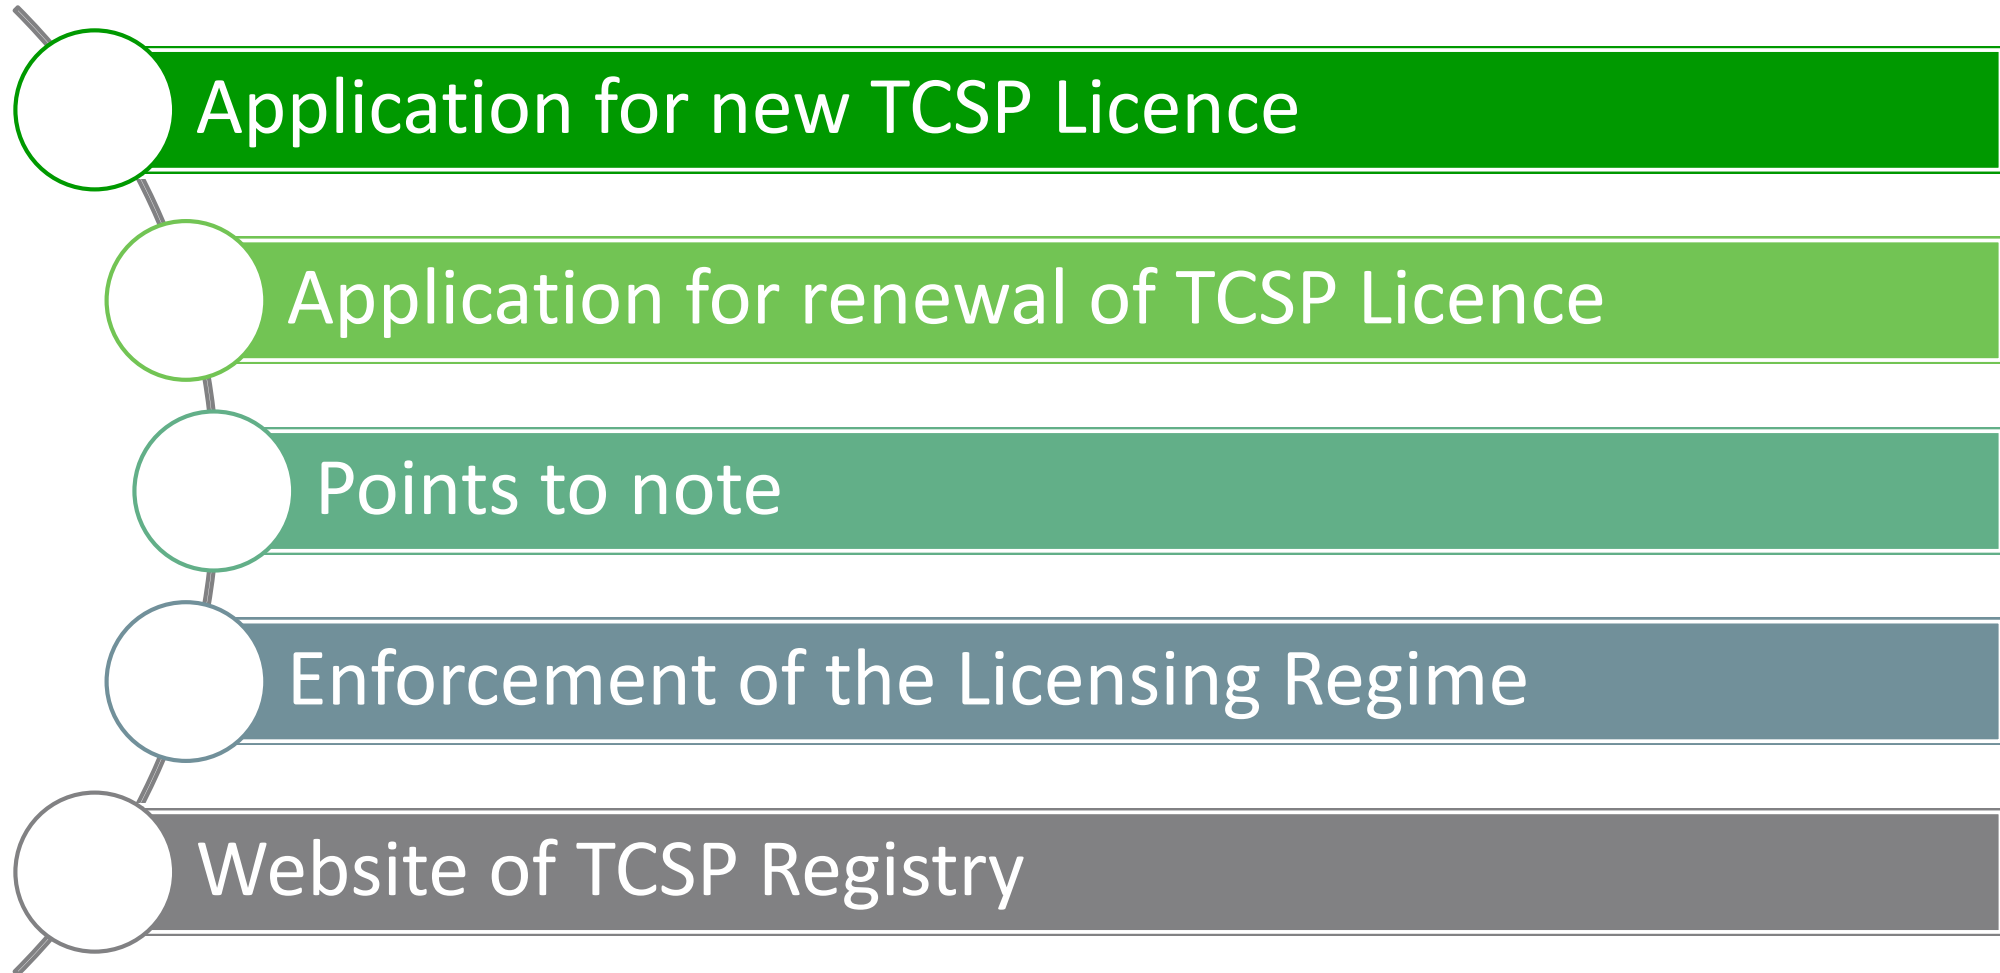 Application for new TCSP Licence
Application for renewal of TCSP Licence
Points to note
Enforcement of the Licensing Regime
Website of TCSP Registry